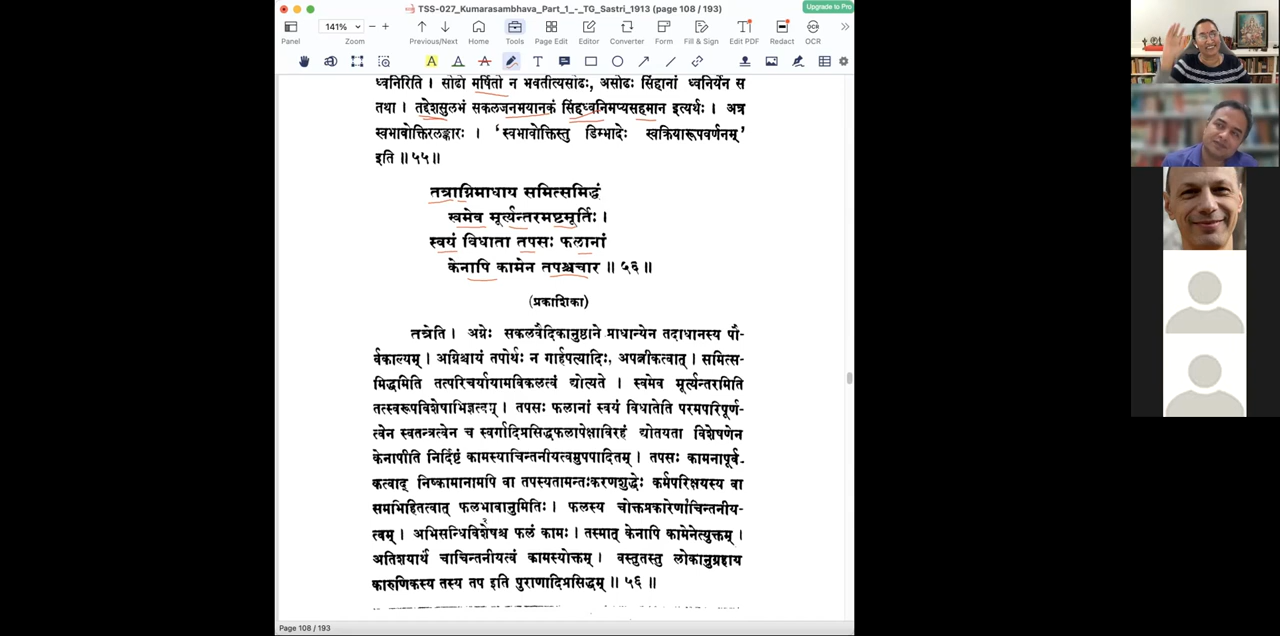 TSS-027_Kumarasambhava_Part_1_-_TG_Sastri_1913 (page 108 / 193)
Upgrade to Pro
Panel 141% Zoom Previous/Next Home Tools Page Edit Editor Converter Form Fill & Sign Edit PDF Redact OCR
ध्वनिरिति । सोढो मर्षितो न भवतीत्यसोढः, असोढः सिंहानां ध्वनिर्येन स
तथा । तद्देशसुलभं सकलजनभयानकं सिंहध्वनिमप्यसहमान इत्यर्थः । अत्र
स्वभावोक्तिरलङ्कारः । ‘स्वभावोक्तिस्तु डिम्भादेः स्वक्रियारूपवर्णनम्’
इति ॥ ५५ ॥
तत्राग्निमाधाय समित्समिद्धं
स्वमेव मूर्त्यन्तरमष्टमूर्तिः ।
स्वयं विधाता तपसः फलानां
केनापि कामेन तपश्चचार ॥ ५६ ॥
(प्रकाशिका)
तत्रेति । अग्नेः सकलवैदिकानुष्ठाने प्राधान्येन तदाधानस्य पौ-
र्वकाल्यम् । अग्निश्चायं तपोर्थः न गार्हपत्यादिः, अपत्नीकत्वात् । समित्स-
मिद्धमिति तत्परिचर्यायामविकलत्वं द्योत्यते । स्वमेव मूर्त्यन्तरमिति
तत्स्वरूपविशेषाभिज्ञत्वम् । तपसः फलानां स्वयं विधातेति परमपरिपूर्ण-
त्वेन स्वतन्त्रत्वेन च स्वर्गादिप्रसिद्धफलापेक्षाविरहं द्योतयता विशेषणेन
केनापीति निर्दिष्टं कामस्याचिन्तनीयत्वमुपपादितम् । तपसः कामनापूर्व-
कत्वाद् निष्कामानामपि वा तपस्यतामन्तःकरणशुद्धेः कर्मपरिक्षयस्य वा
समभिहितत्वात् फलभावानुमितिः । फलस्य चोक्तप्रकारेणाचिन्तनीय-
त्वम् । अभिसन्धिविशेषश्च फलं कामः । तस्मात् केनापि कामेनेत्युक्तम् ।
अतिशयार्थं चाचिन्तनीयत्वं कामस्योक्तम् । वस्तुतस्तु लोकानुग्रहाय
कारुणिकस्य तस्य तप इति पुराणादिप्रसिद्धम् ॥ ५६ ॥
Page 108 / 193